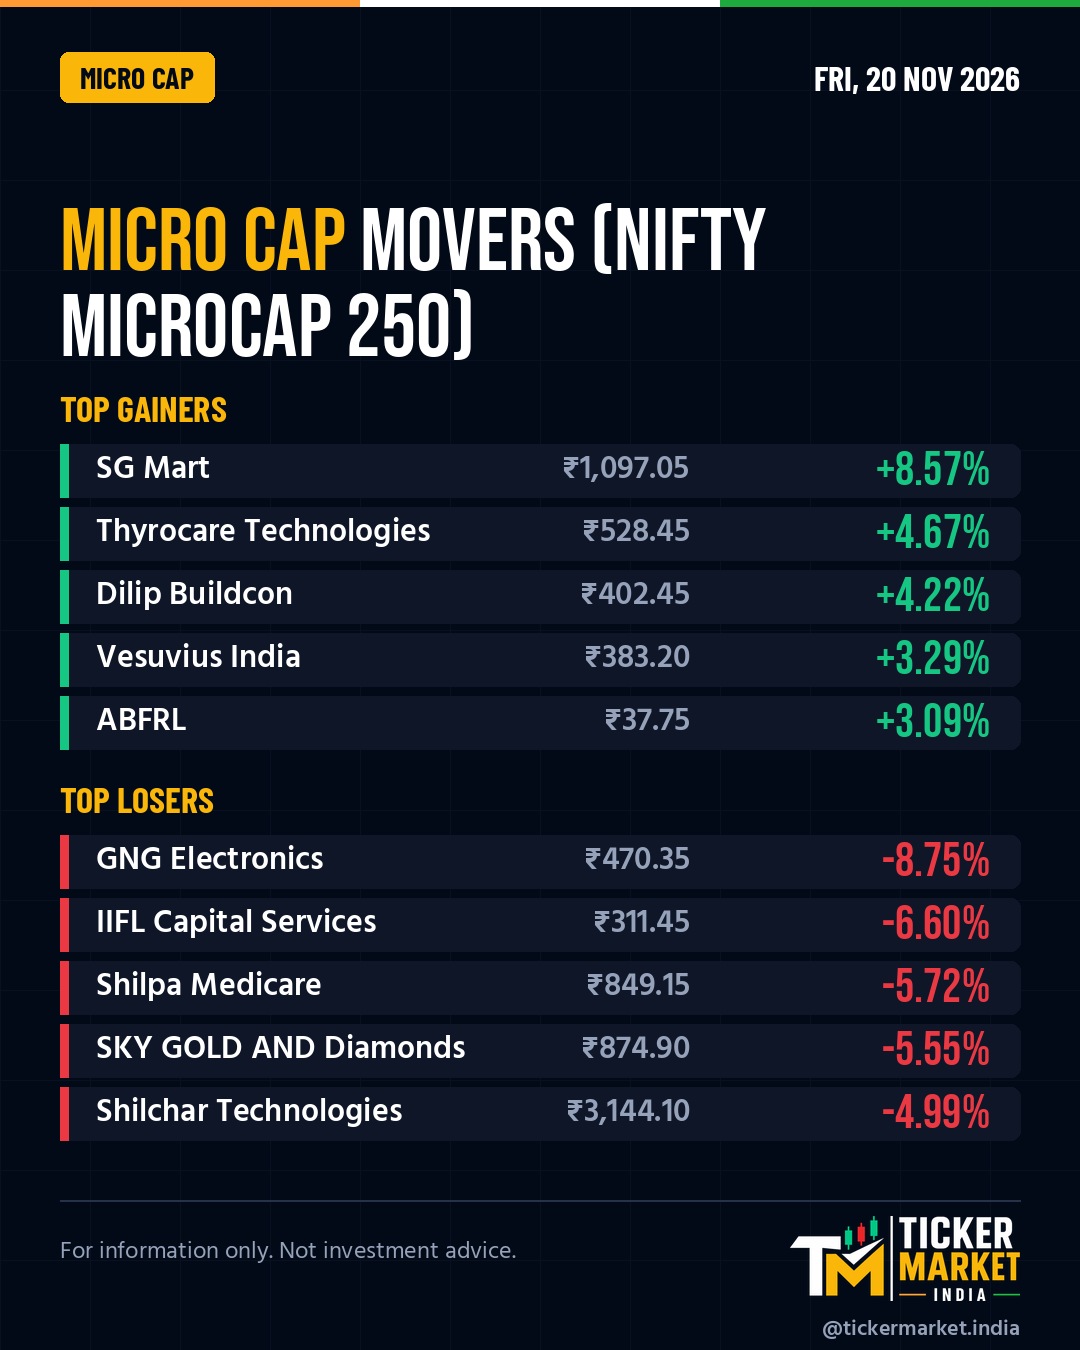 MICRO CAP
FRI, 20 NOV 2026
MICRO CAP MOVERS (NIFTY
MICROCAP 250)
TOP GAINERS
SG Mart ₹1,097.05 +8.57%
Thyrocare Technologies ₹528.45 +4.67%
Dilip Buildcon ₹402.45 +4.22%
Vesuvius India ₹383.20 +3.29%
ABFRL ₹37.75 +3.09%
TOP LOSERS
GNG Electronics ₹470.35 -8.75%
IIFL Capital Services ₹311.45 -6.60%
Shilpa Medicare ₹849.15 -5.72%
SKY GOLD AND Diamonds ₹874.90 -5.55%
Shilchar Technologies ₹3,144.10 -4.99%
For information only. Not investment advice.
TM
TICKER
MARKET
INDIA
@tickermarket.india